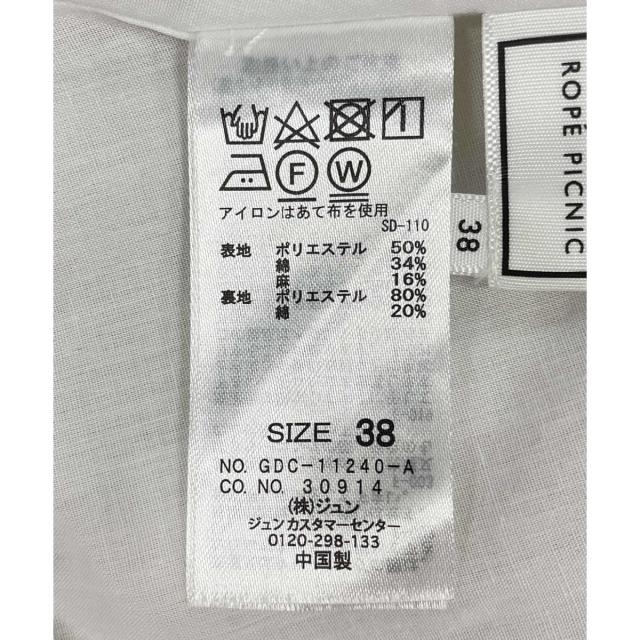 F W
アイロンはあて布を使用
SD-110
表地 ポリエステル 50%
綿 34%
麻 16%
裏地 ポリエステル 80%
綿 20%
SIZE 38
NO. GDC-11240-A
CO. NO. 30914
(株)ジュン
ジュンカスタマーセンター
0120-298-133
中国製
38
ROPÉ PICNIC